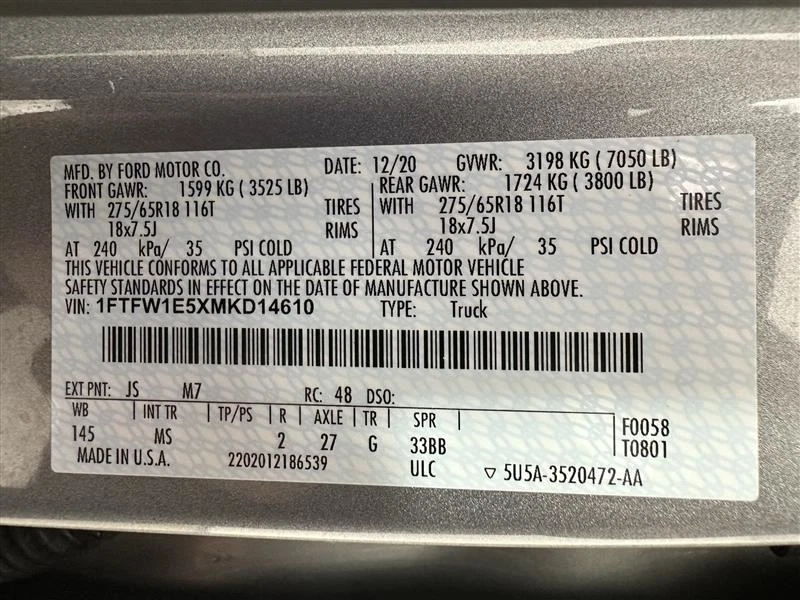 MFD. BY FORD MOTOR CO. DATE: 12/20 GVWR: 3198 KG ( 7050 LB)
FRONT GAWR: 1599 KG ( 3525 LB) REAR GAWR: 1724 KG ( 3800 LB)
WITH 275/65R18 116T TIRES WITH 275/65R18 116T TIRES
18x7.5J RIMS 18x7.5J RIMS
AT 240 kPa/ 35 PSI COLD AT 240 kPa/ 35 PSI COLD
THIS VEHICLE CONFORMS TO ALL APPLICABLE FEDERAL MOTOR VEHICLE
SAFETY STANDARDS IN EFFECT ON THE DATE OF MANUFACTURE SHOWN ABOVE.
VIN: 1FTFW1E5XMKD14610 TYPE: Truck
EXT PNT: JS M7 RC: 48 DSO:
WB INT TR TP/PS R AXLE TR SPR F0058
145 MS 2 27 G 33BB T0801
MADE IN U.S.A. 2202012186539 ULC ▽ 5U5A-3520472-AA